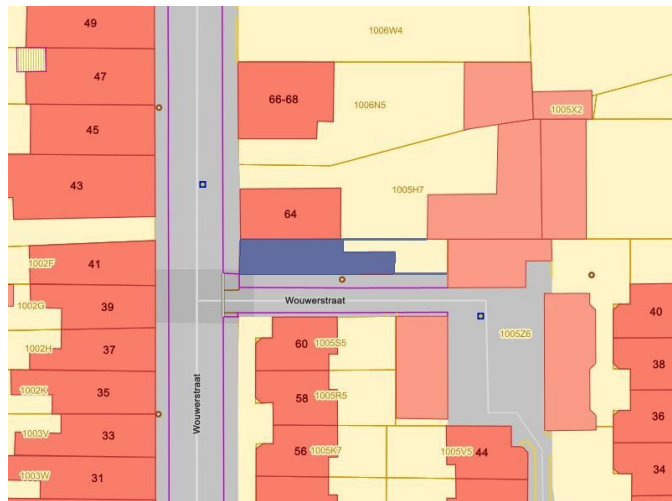 49
1006W4
47
66-68
1006N5
1005X2
45
43
1005H7
64
1002F
41
1002G
39
Wouwerstraat
1005Z6
40
1002H
37
60
1005S5
38
1002K
35
58
1005R5
36
Wouwerstraat
1003V
33
56
1005K7
1005V5
44
34
1003W
31